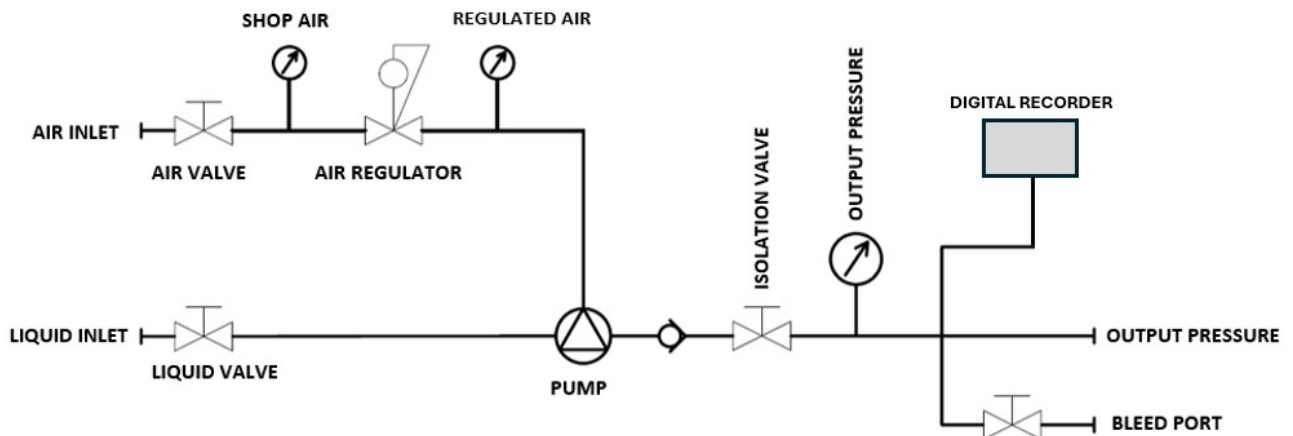 SHOP AIR
REGULATED AIR
AIR INLET
AIR VALVE
AIR REGULATOR
ISOLATION VALVE
OUTPUT PRESSURE
DIGITAL RECORDER
LIQUID INLET
LIQUID VALVE
PUMP
OUTPUT PRESSURE
BLEED PORT